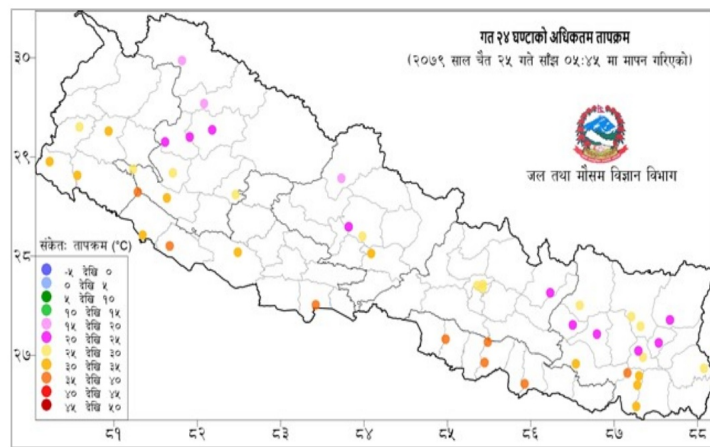 गत २४ घण्टाको अधिकतम तापक्रम
(२०७९ साल चैत २५ गते साँझ ०५:४५ मा मापन गरिएको)
जल तथा मौसम विज्ञान विभाग
संकेतः तापक्रम (°C)
-५ देखि ०
० देखि ५
५ देखि १०
१० देखि १५
१५ देखि २०
२० देखि २५
२५ देखि ३०
३० देखि ३५
३५ देखि ४०
४० देखि ४५
४५ देखि ५०
३०
२९
२८
२७
८१
८२
८३
८४
८५
८६
८७
८८